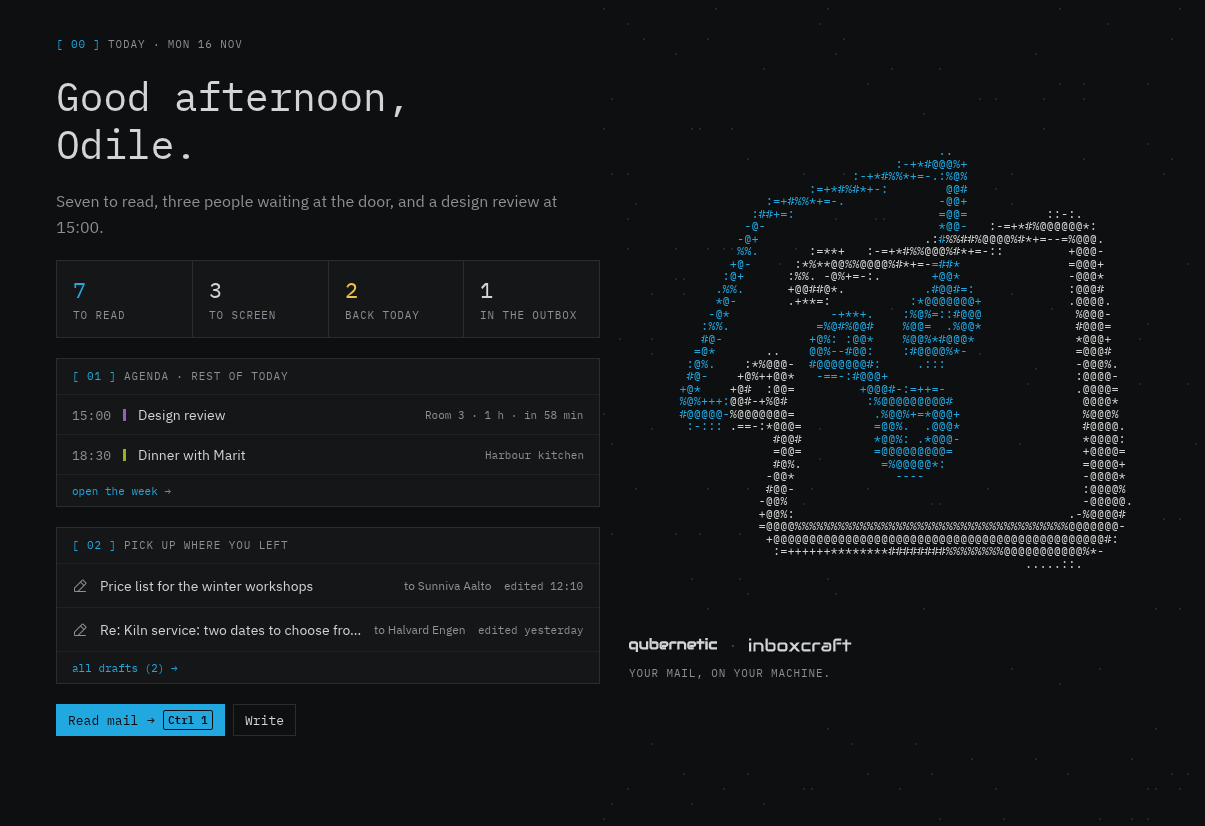 [ 00 ] TODAY · MON 16 NOV
Good afternoon,
Odile.
Seven to read, three people waiting at the door, and a design review at
15:00.
7
TO READ
3
TO SCREEN
2
BACK TODAY
1
IN THE OUTBOX
[ 01 ] AGENDA · REST OF TODAY
15:00 Design review Room 3 · 1 h · in 58 min
18:30 Dinner with Marit Harbour kitchen
open the week →
[ 02 ] PICK UP WHERE YOU LEFT
Price list for the winter workshops to Sunniva Aalto edited 12:10
Re: Kiln service: two dates to choose fro… to Halvard Engen edited yesterday
all drafts (2) →
Read mail → Ctrl 1 Write
qubernetic · inboxcraft
YOUR MAIL, ON YOUR MACHINE.